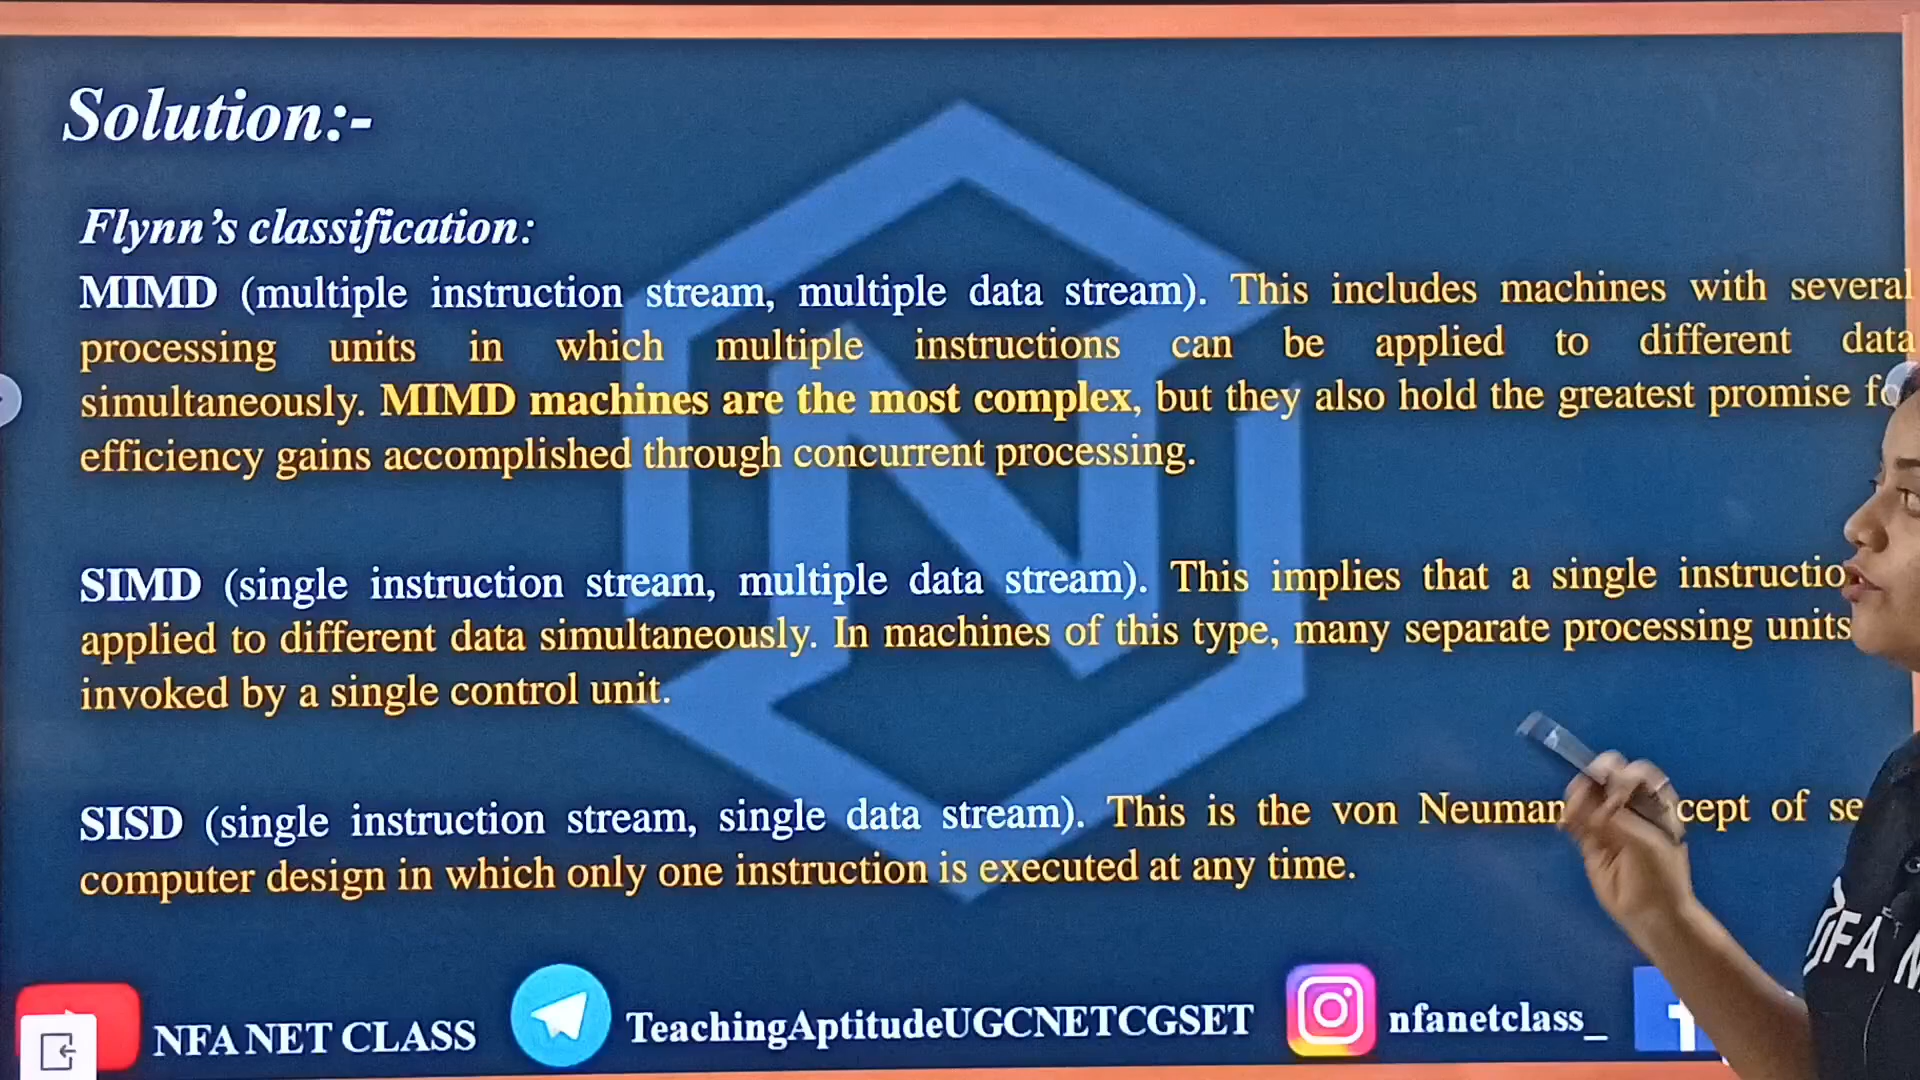 Solution:-
Flynn's classification:
MIMD (multiple instruction stream, multiple data stream). This includes machines with several
processing units in which multiple instructions can be applied to different data
simultaneously. MIMD machines are the most complex, but they also hold the greatest promise
efficiency gains accomplished through concurrent processing.
SIMD (single instruction stream, multiple data stream). This implies that a single instructio
applied to different data simultaneously. In machines of this type, many separate processing units
invoked by a single control unit.
SISD (single instruction stream, single data stream). This is the von Neuman cept of se
computer design in which only one instruction is executed at any time.
NFA NET CLASS
TeachingAptitudeUGCNETCGSET
nfanetclass_